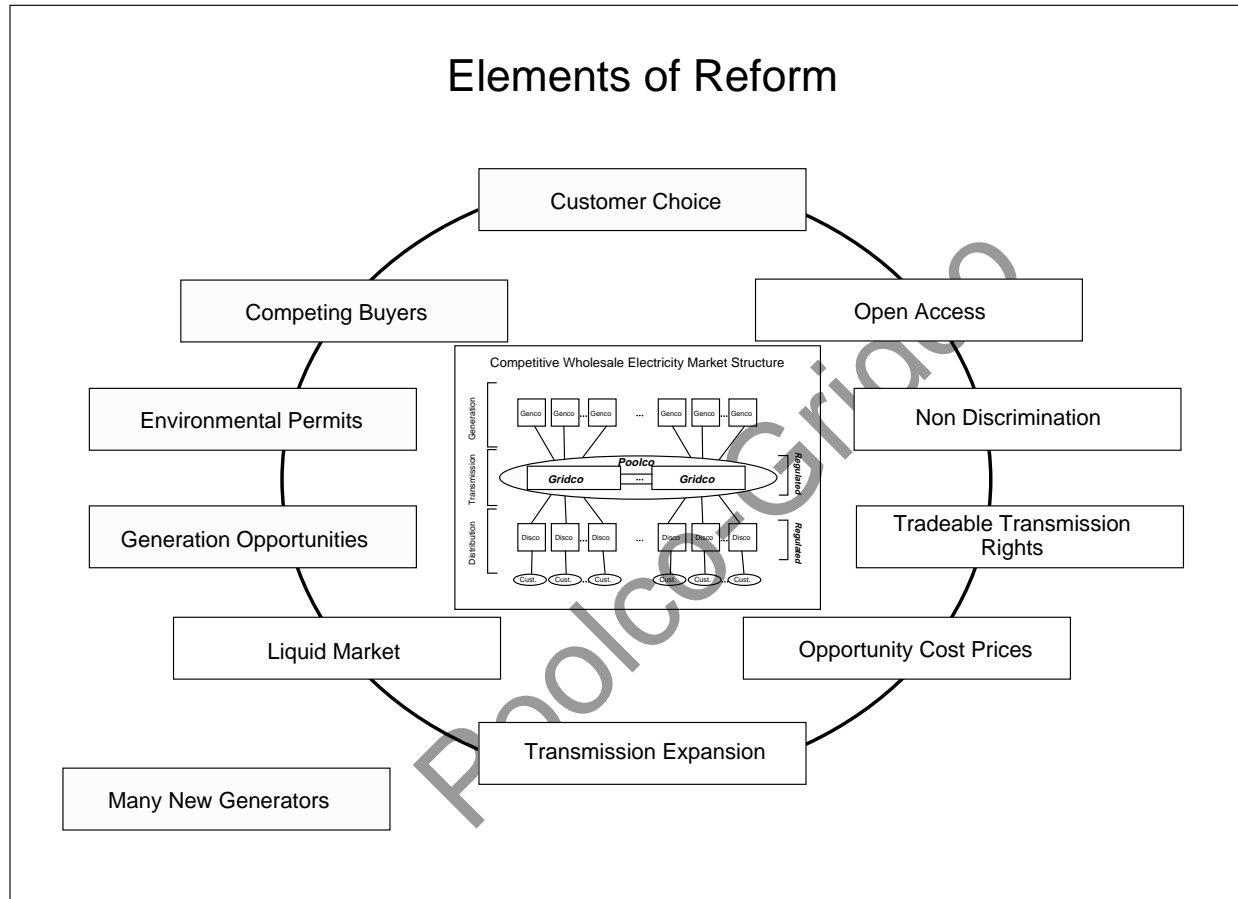 Elements of Reform
Customer Choice
Competing Buyers
Open Access
Competitive Wholesale Electricity Market Structure
Environmental Permits
Non Discrimination
Generation
Genco Genco ... Genco ... Genco Genco ... Genco
Transmission
Poolco
Gridco ... Gridco
Regulated
Generation Opportunities
Tradeable Transmission
Rights
Distribution
Disco Disco ... Disco ... Disco Disco ... Disco
Regulated
Cust. Cust. ... Cust. Cust. Cust. ... Cust.
Liquid Market
Opportunity Cost Prices
Transmission Expansion
Many New Generators
Poolco-Gridco